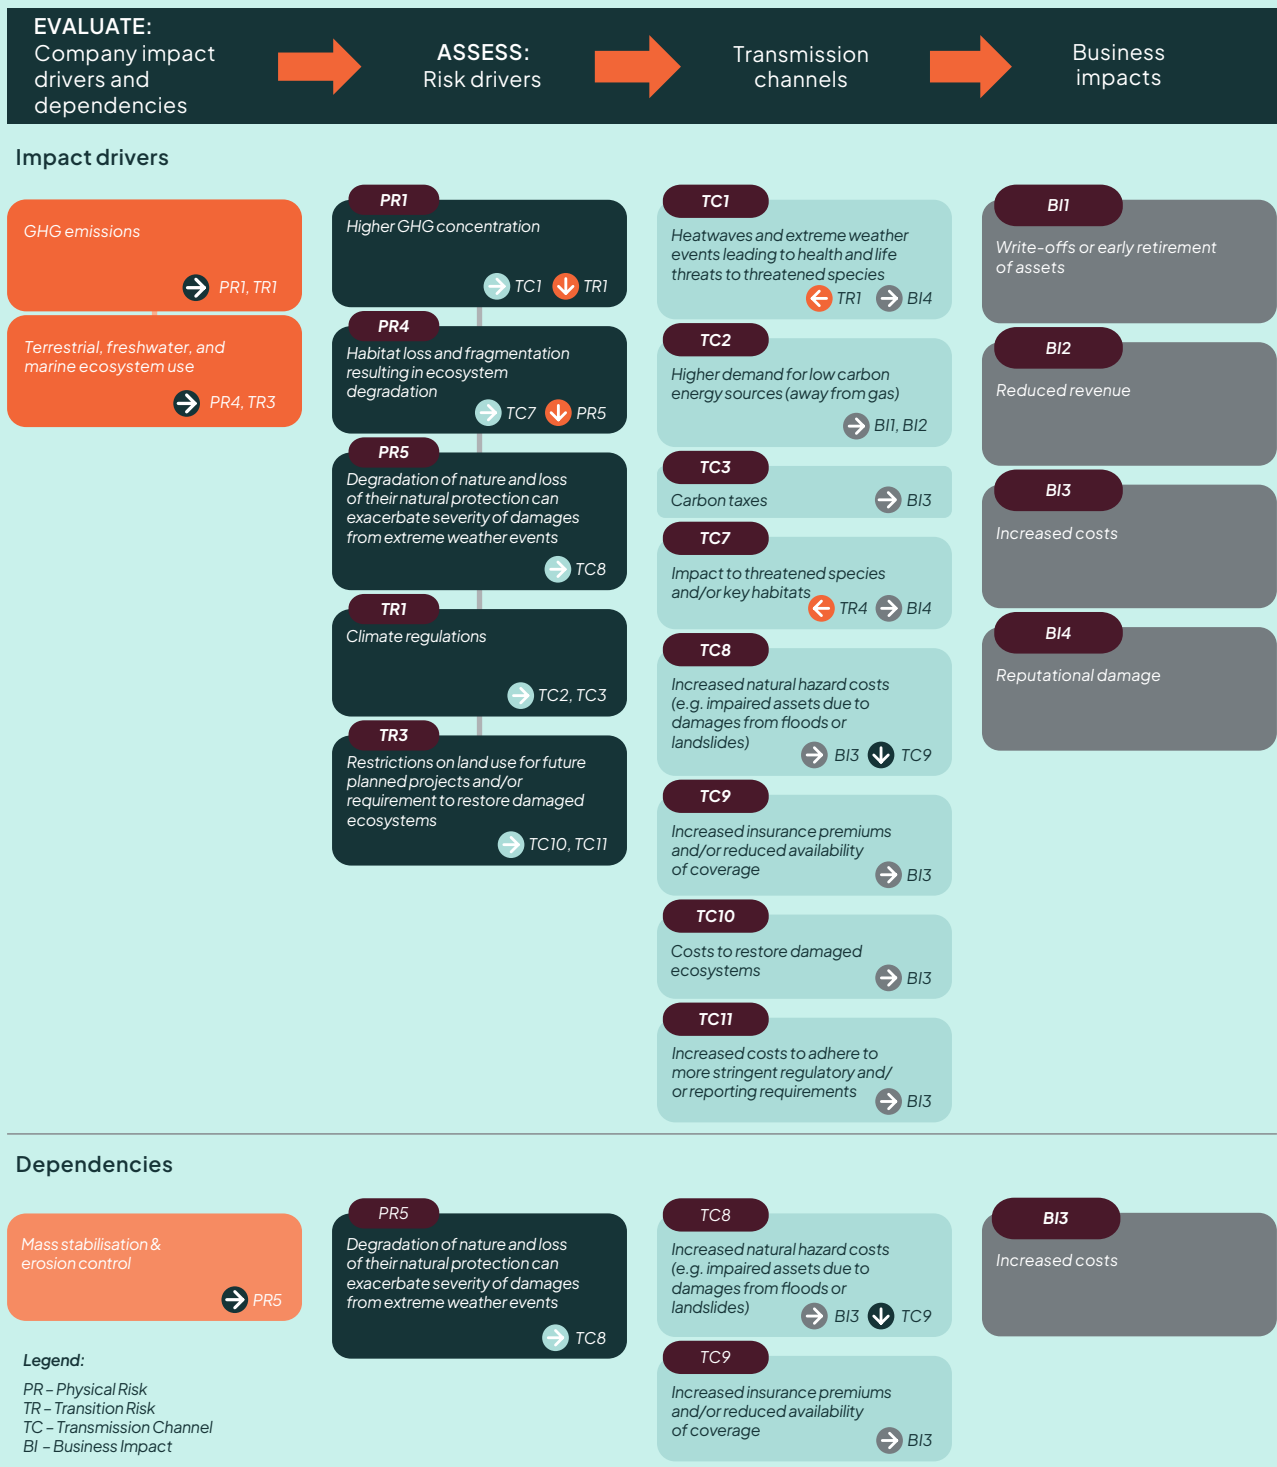 EVALUATE:
Company impact
drivers and
dependencies
ASSESS:
Risk drivers
Transmission
channels
Business
impacts
Impact drivers
GHG emissions
PR1, TR1
Terrestrial, freshwater, and
marine ecosystem use
PR4, TR3
PR1
Higher GHG concentration
TC1 TR1
PR4
Habitat loss and fragmentation
resulting in ecosystem
degradation
TC7 PR5
PR5
Degradation of nature and loss
of their natural protection can
exacerbate severity of damages
from extreme weather events
TC8
TR1
Climate regulations
TC2, TC3
TR3
Restrictions on land use for future
planned projects and/or
requirement to restore damaged
ecosystems
TC10, TC11
TC1
Heatwaves and extreme weather
events leading to health and life
threats to threatened species
TR1 BI4
TC2
Higher demand for low carbon
energy sources (away from gas)
BI1, BI2
TC3
Carbon taxes BI3
TC7
Impact to threatened species
and/or key habitats
TR4 BI4
TC8
Increased natural hazard costs
(e.g. impaired assets due to
damages from floods or
landslides)
BI3 TC9
TC9
Increased insurance premiums
and/or reduced availability
of coverage
BI3
TC10
Costs to restore damaged
ecosystems
BI3
TC11
Increased costs to adhere to
more stringent regulatory and/
or reporting requirements
BI3
BI1
Write-offs or early retirement
of assets
BI2
Reduced revenue
BI3
Increased costs
BI4
Reputational damage
Dependencies
Mass stabilisation &
erosion control
PR5
PR5
Degradation of nature and loss
of their natural protection can
exacerbate severity of damages
from extreme weather events
TC8
TC8
Increased natural hazard costs
(e.g. impaired assets due to
damages from floods or
landslides)
BI3 TC9
TC9
Increased insurance premiums
and/or reduced availability
of coverage
BI3
BI3
Increased costs
Legend:
PR – Physical Risk
TR – Transition Risk
TC – Transmission Channel
BI – Business Impact